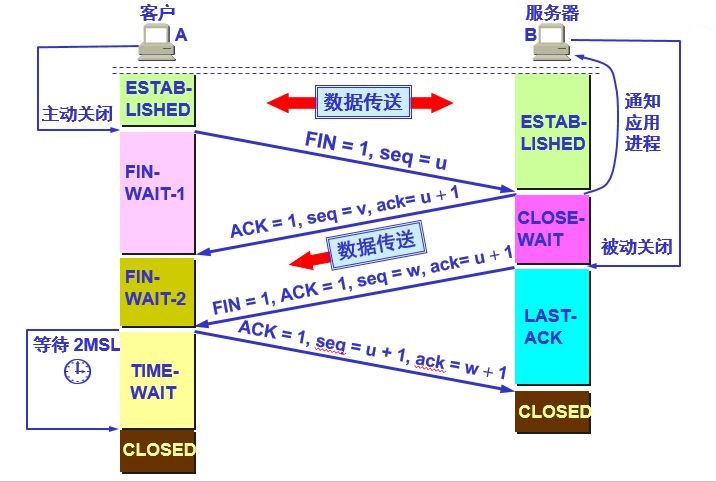 客户
A
服务器
B
ESTAB-
LISHED
数据传送
ESTAB-
LISHED
通知
应用
进程
主动关闭
FIN = 1, seq = u
FIN-
WAIT-1
ACK = 1, seq = v, ack= u + 1
CLOSE-
WAIT
数据传送
被动关闭
FIN-
WAIT-2
FIN = 1, ACK = 1, seq = w, ack= u + 1
LAST-
ACK
ACK = 1, seq = u + 1, ack = w + 1
等待 2MSL
TIME-
WAIT
CLOSED
CLOSED